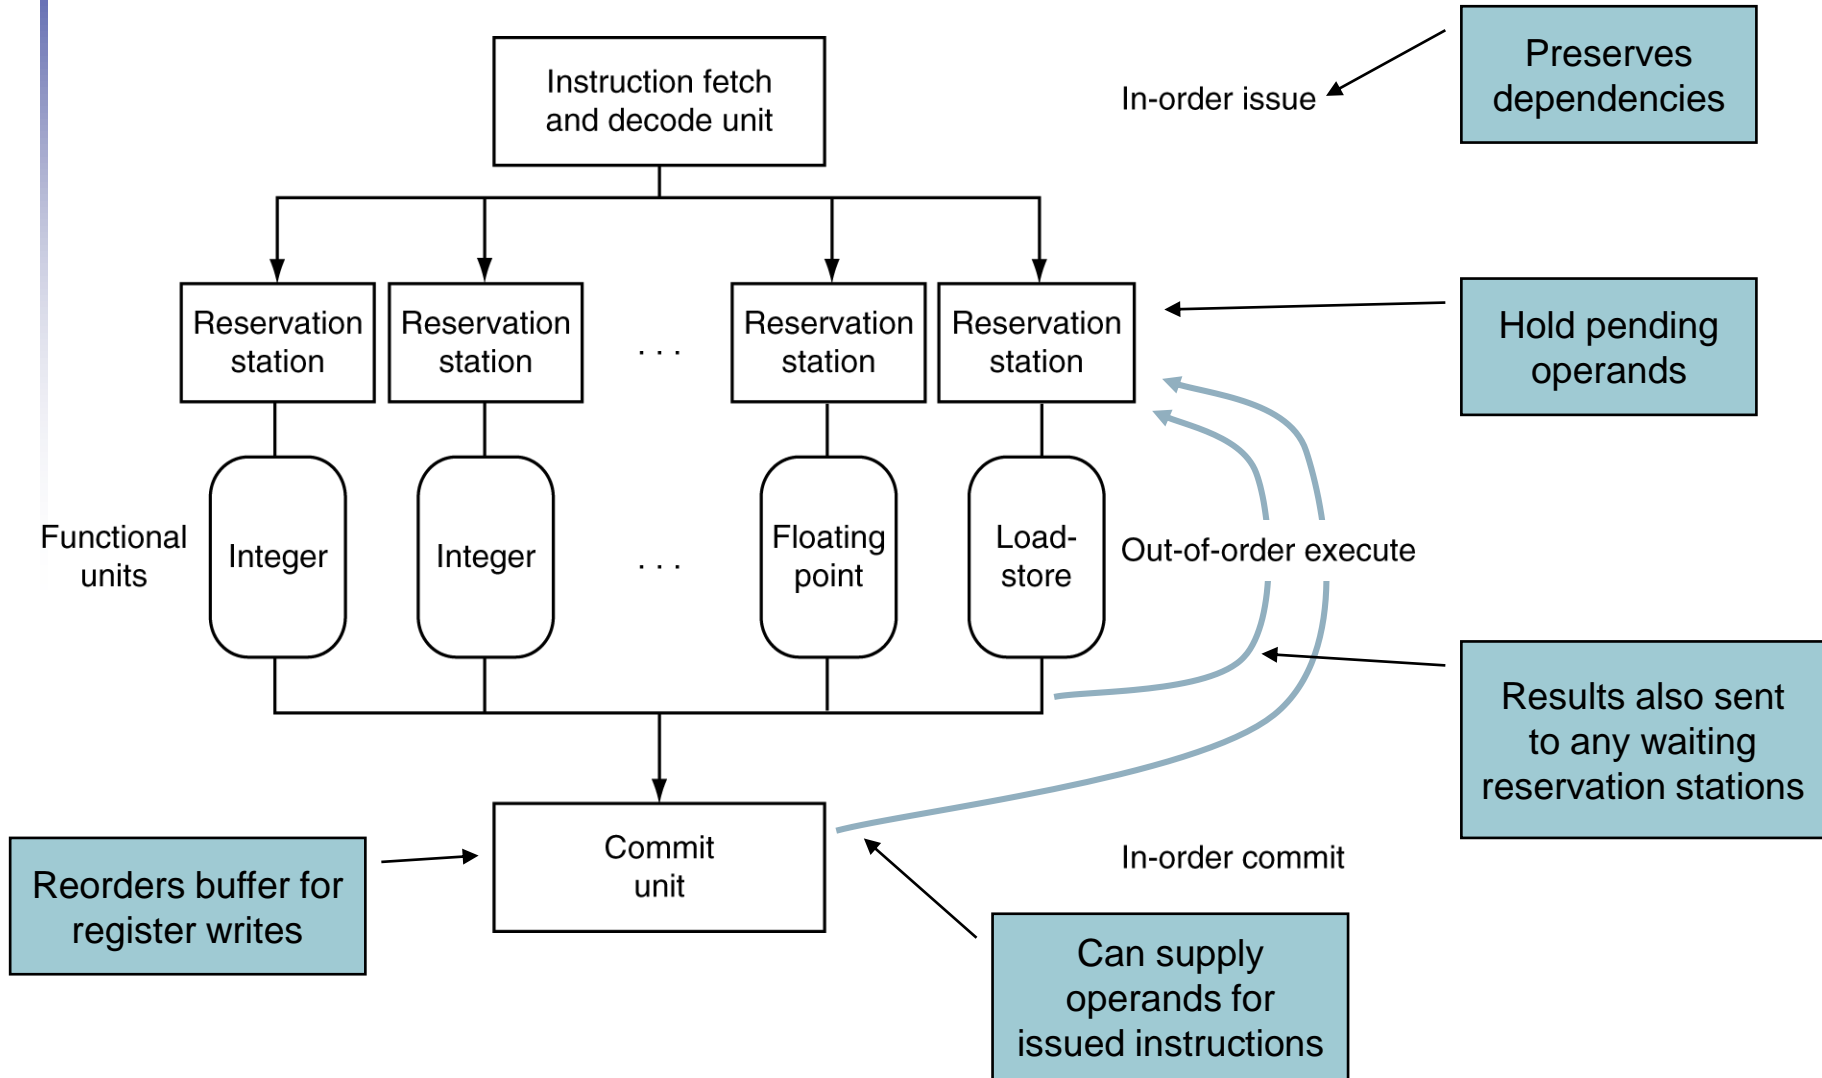 Instruction fetch
and decode unit
In-order issue
Preserves
dependencies
Reservation
station
Reservation
station
. . .
Reservation
station
Reservation
station
Hold pending
operands
Functional
units
Integer
Integer
. . .
Floating
point
Load-
store
Out-of-order execute
Results also sent
to any waiting
reservation stations
Commit
unit
In-order commit
Reorders buffer for
register writes
Can supply
operands for
issued instructions